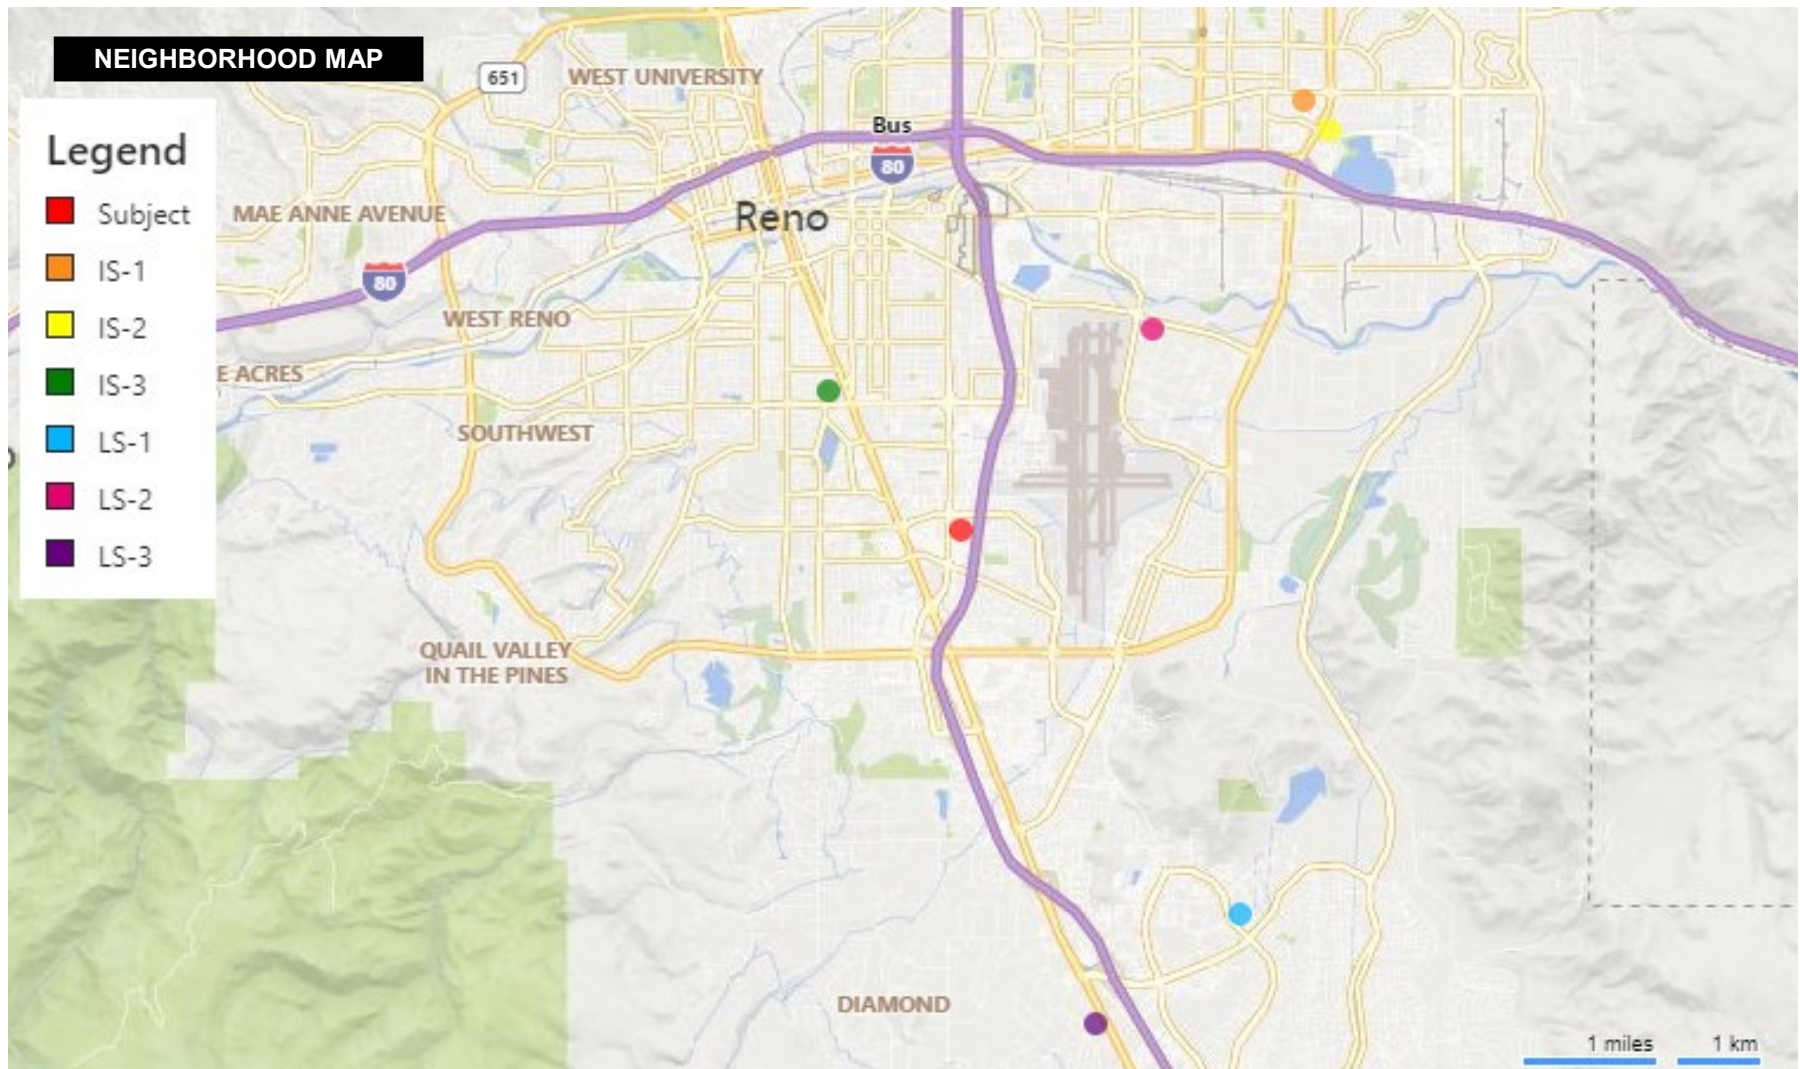 NEIGHBORHOOD MAP
Legend
Subject
IS-1
IS-2
IS-3
LS-1
LS-2
LS-3
651
WEST UNIVERSITY
Bus
80
MAE ANNE AVENUE
Reno
80
WEST RENO
E ACRES
SOUTHWEST
QUAIL VALLEY
IN THE PINES
DIAMOND
1 miles
1 km